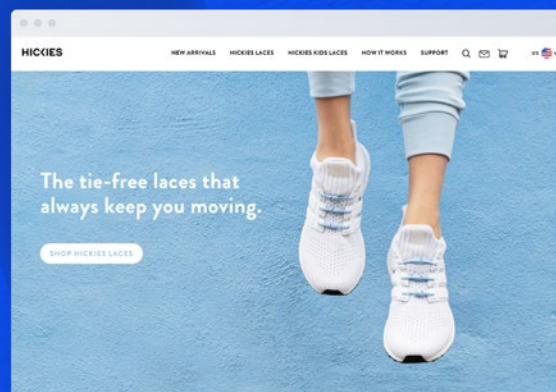 HICKIES
NEW ARRIVALS HICKIES LACES HICKIES KIDS LACES HOW IT WORKS SUPPORT US
The tie-free laces that
always keep you moving.
SHOP HICKIES LACES